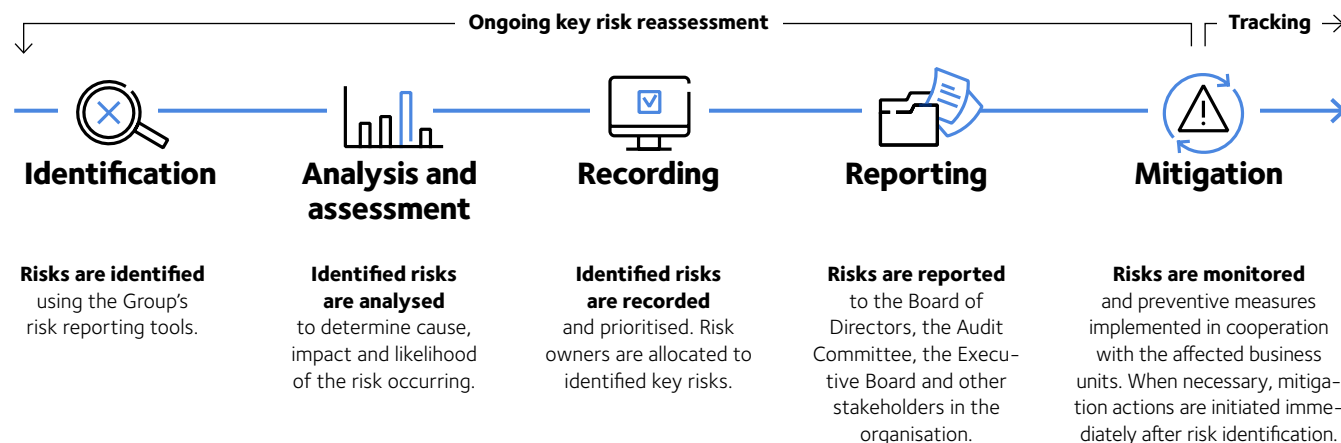 Ongoing key risk reassessment
Tracking
Identification
Analysis and
assessment
Recording
Reporting
Mitigation
Risks are identified
using the Group's
risk reporting tools.
Identified risks
are analysed
to determine cause,
impact and likelihood
of the risk occurring.
Identified risks
are recorded
and prioritised. Risk
owners are allocated to
identified key risks.
Risks are reported
to the Board of
Directors, the Audit
Committee, the Execu-
tive Board and other
stakeholders in the
organisation.
Risks are monitored
and preventive measures
implemented in cooperation
with the affected business
units. When necessary, mitiga-
tion actions are initiated imme-
diately after risk identification.